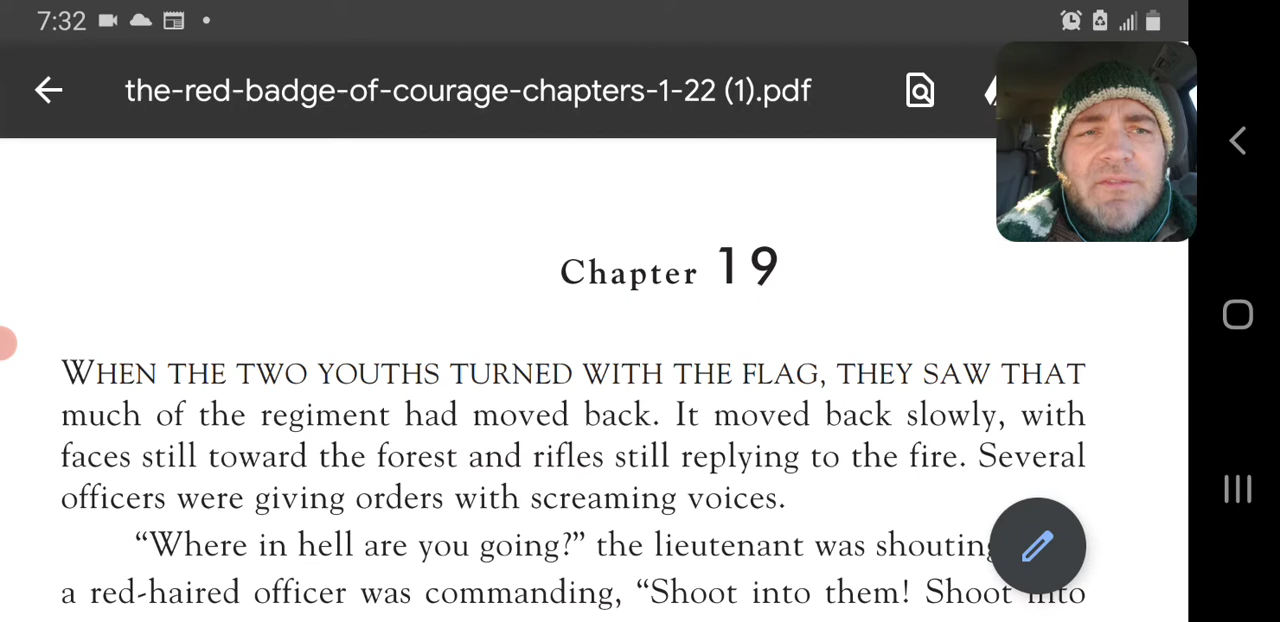 7:32
the-red-badge-of-courage-chapters-1-22 (1).pdf
Chapter 19
WHEN THE TWO YOUTHS TURNED WITH THE FLAG, THEY SAW THAT
much of the regiment had moved back. It moved back slowly, with
faces still toward the forest and rifles still replying to the fire. Several
officers were giving orders with screaming voices.
“Where in hell are you going?” the lieutenant was shouting
a red-haired officer was commanding, “Shoot into them! Shoot into